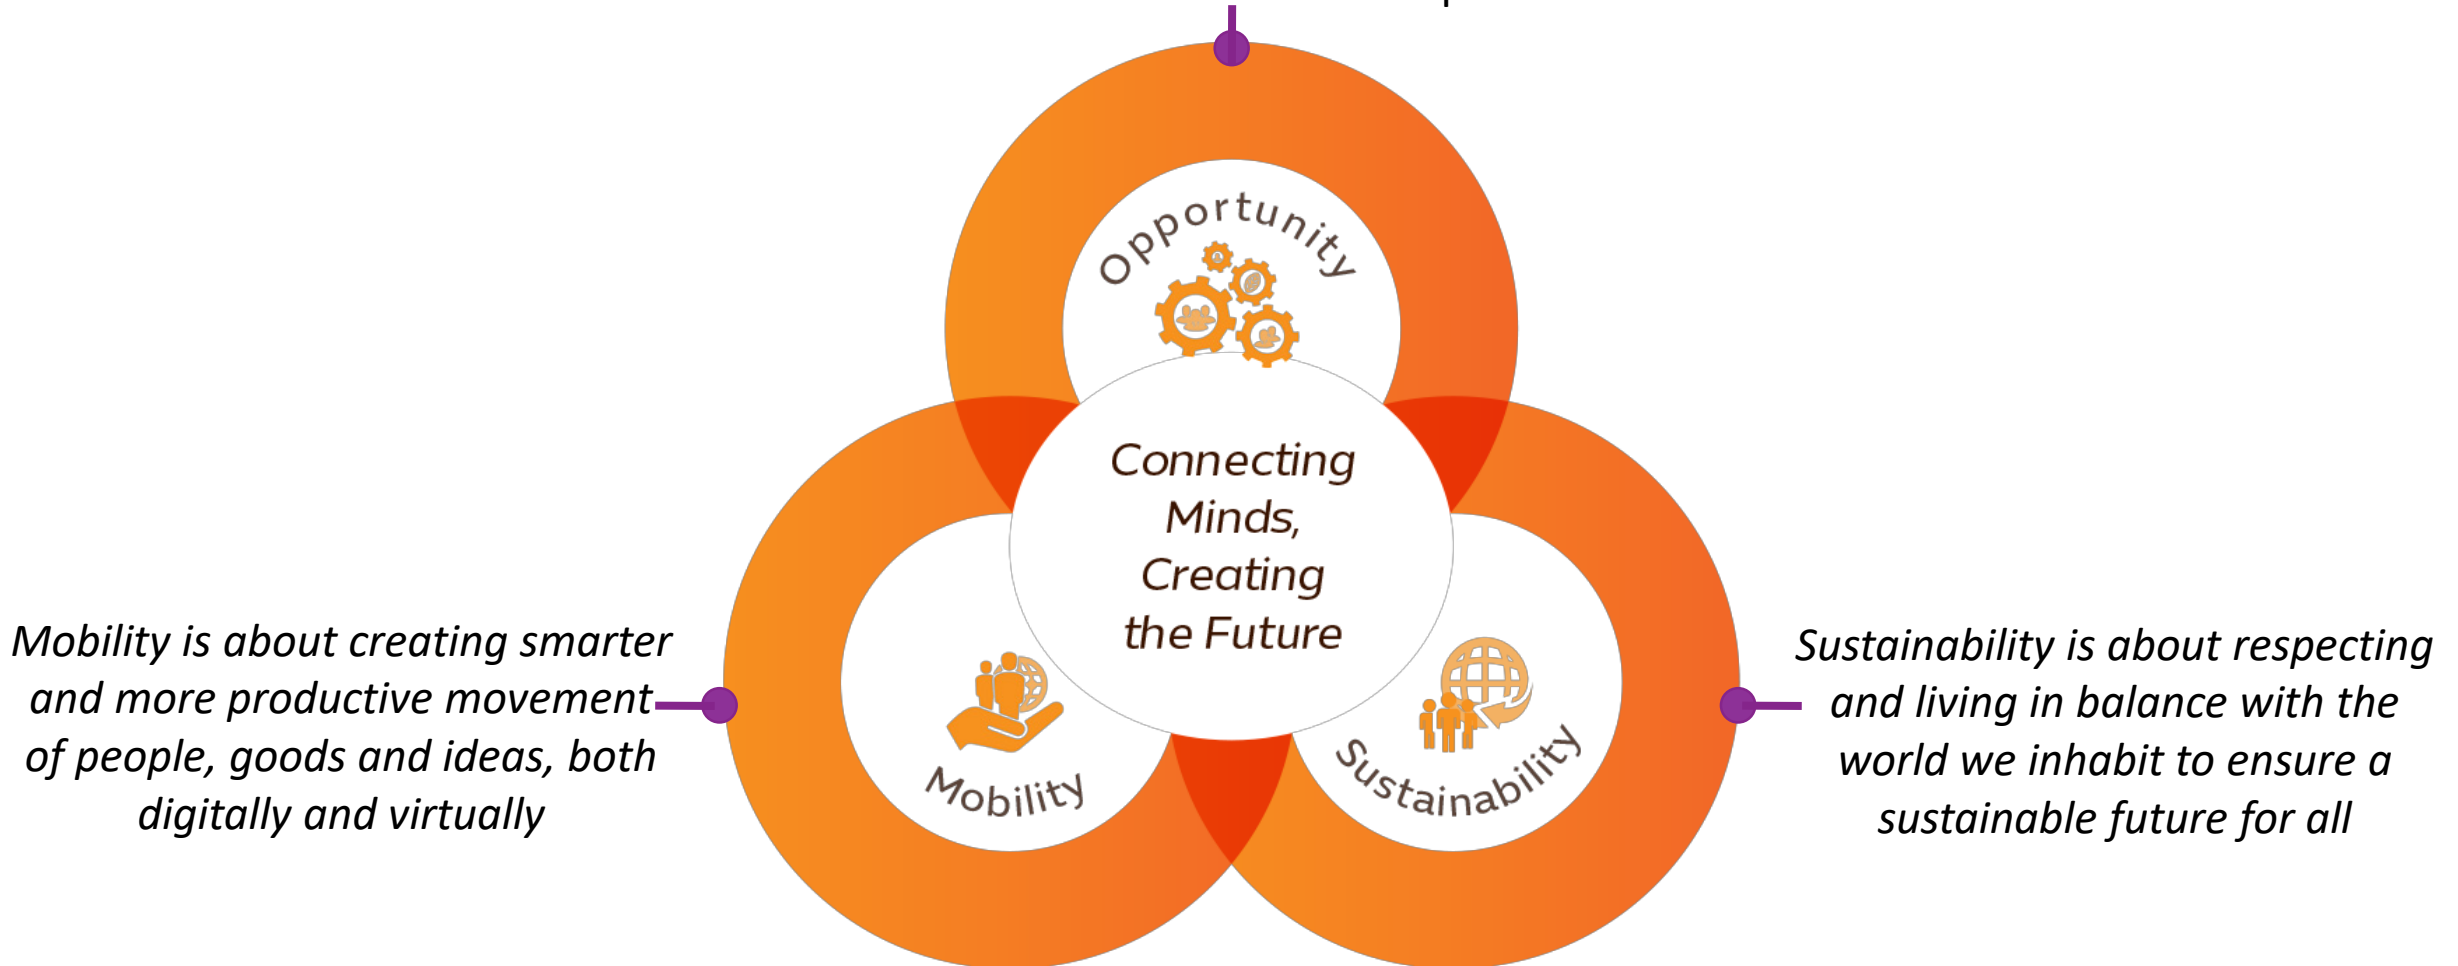 Opportunity
Connecting
Minds,
Creating
the Future
Mobility is about creating smarter
and more productive movement
of people, goods and ideas, both
digitally and virtually
Mobility
Sustainability
Sustainability is about respecting
and living in balance with the
world we inhabit to ensure a
sustainable future for all